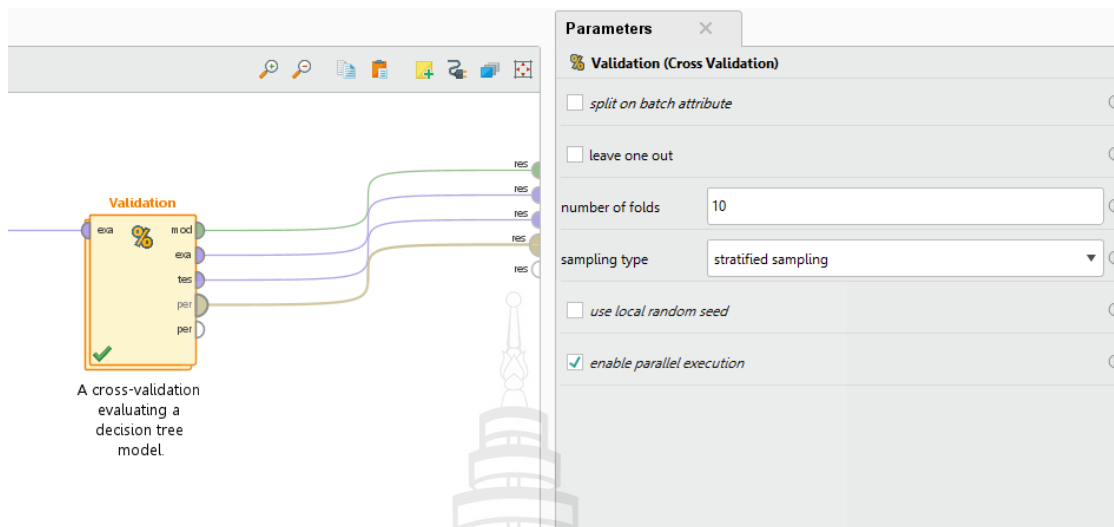 Parameters
Validation (Cross Validation)
split on batch attribute
leave one out
number of folds
10
sampling type
stratified sampling
use local random seed
enable parallel execution
res
res
res
res
res
Validation
exa
%
mod
exa
tes
per
per
A cross-validation
evaluating a
decision tree
model.